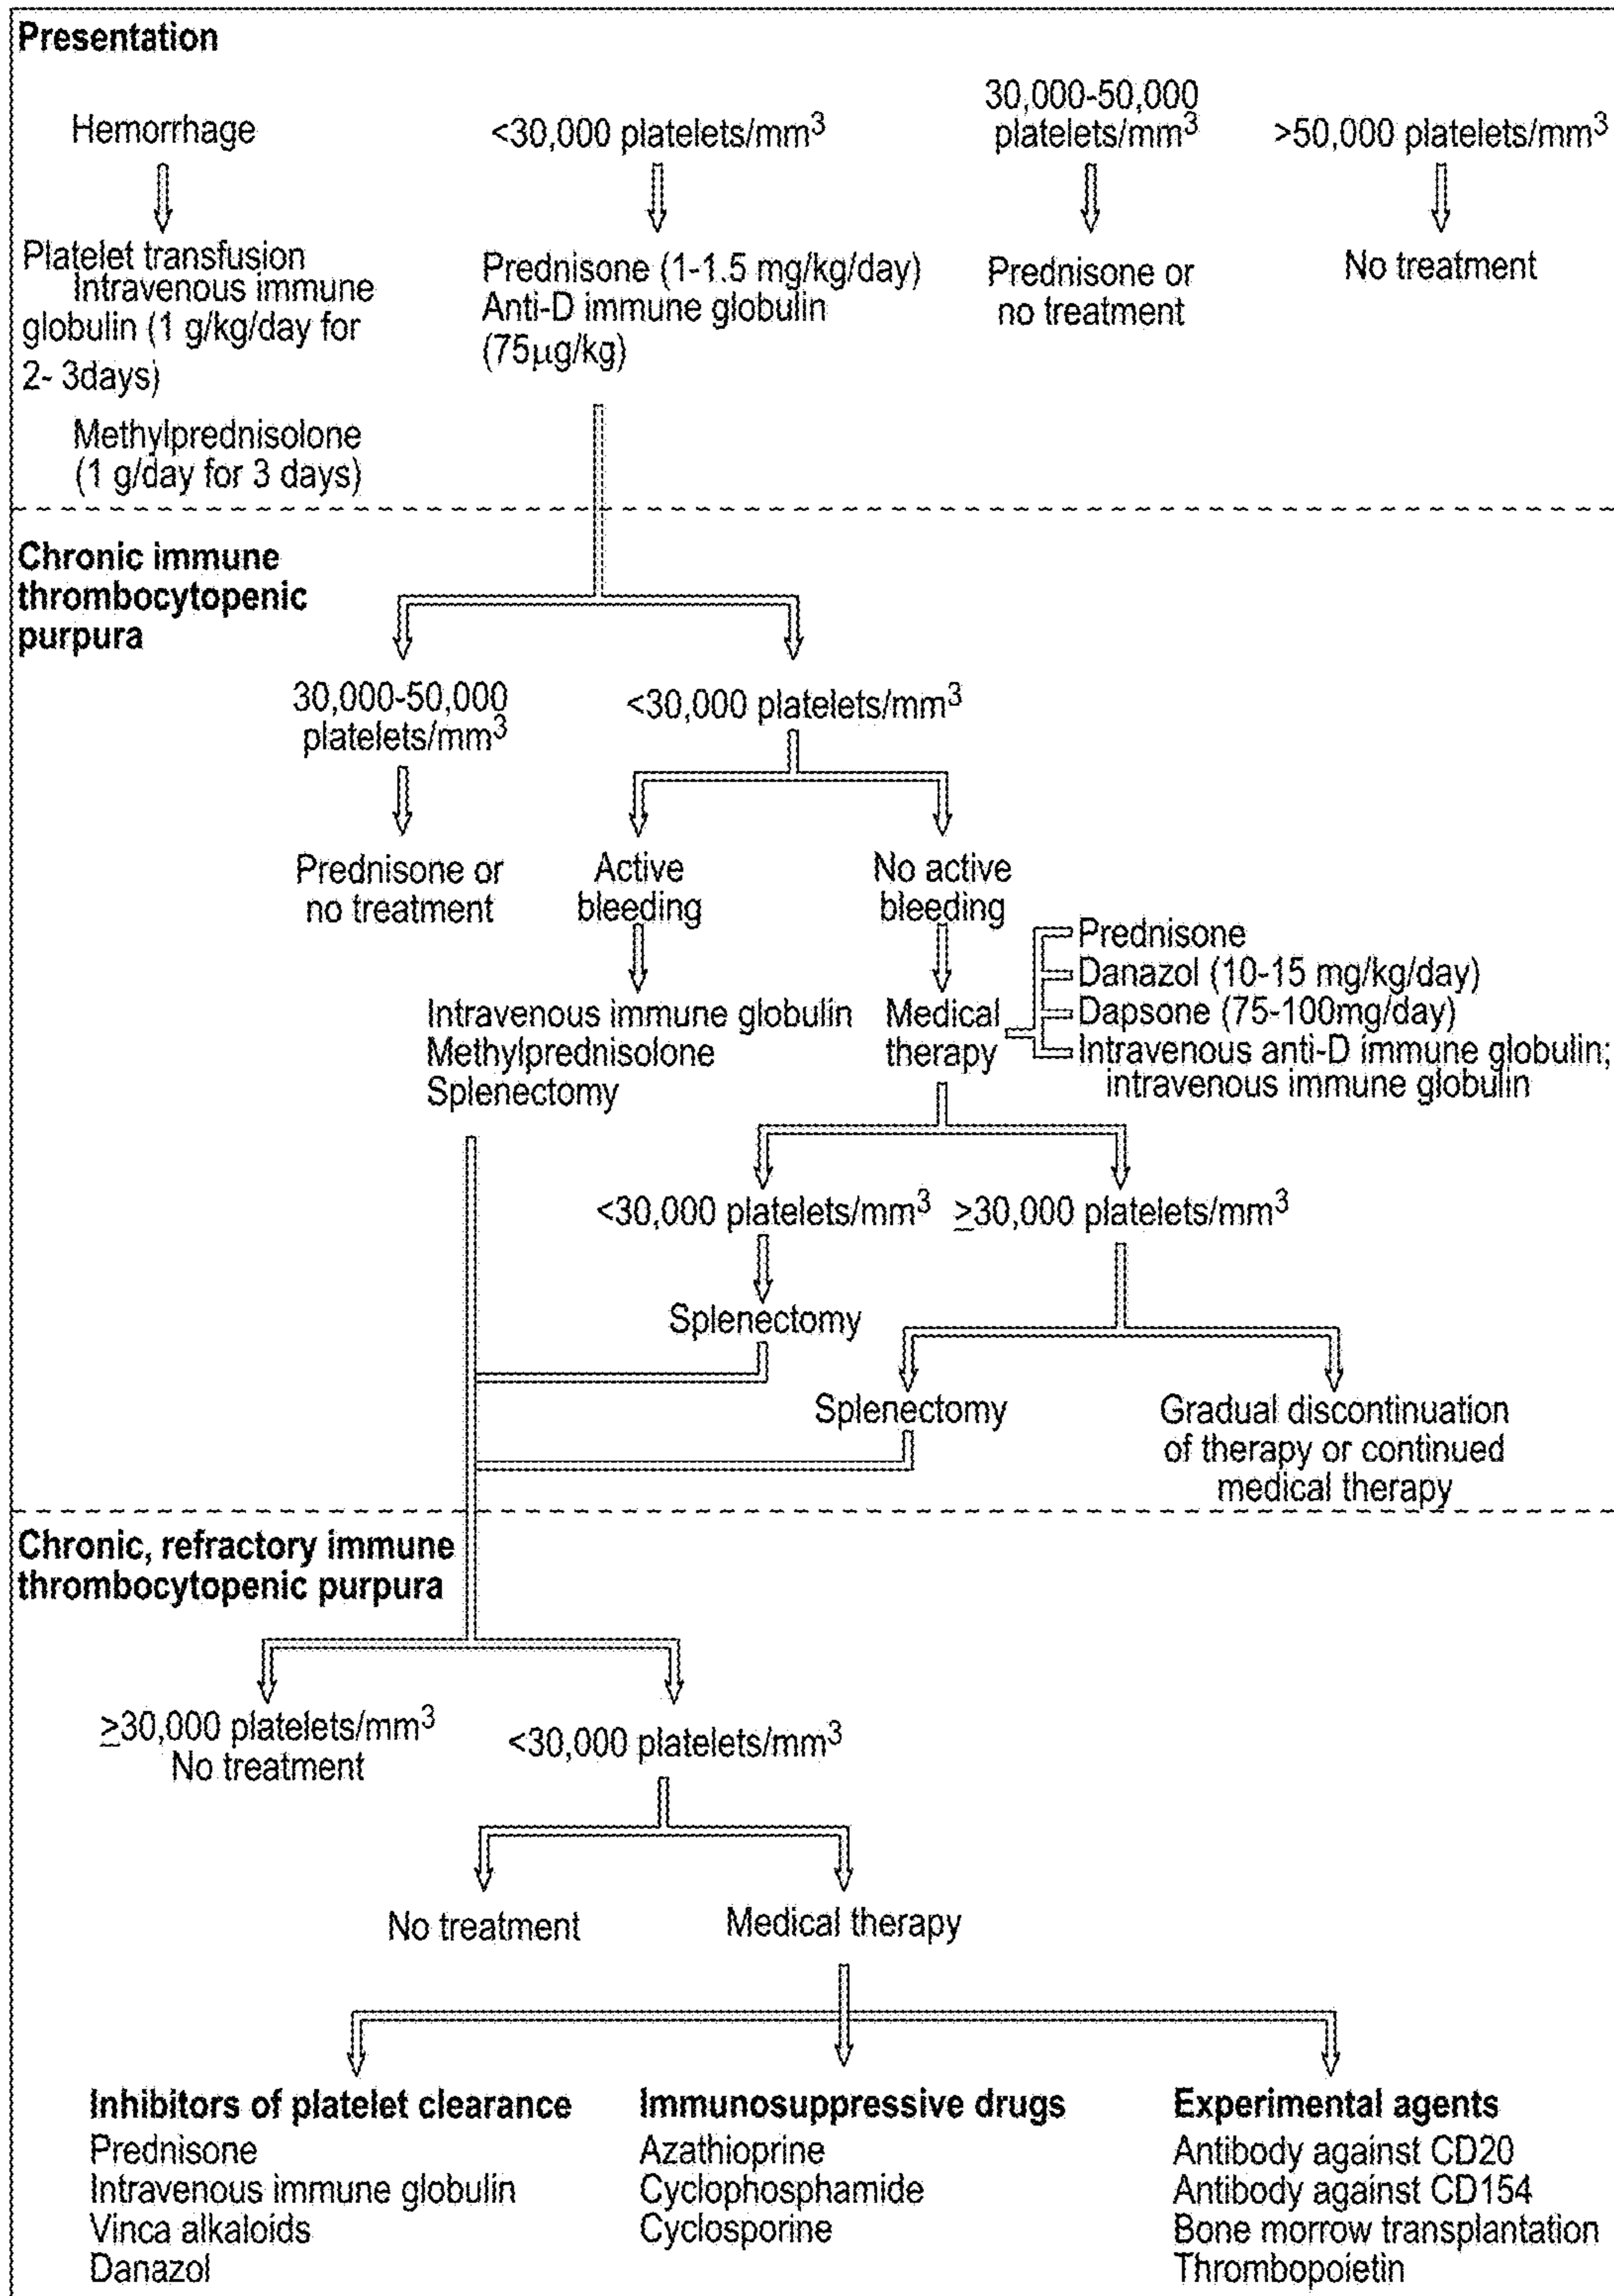 Presentation
Hemorrhage
<30,000 platelets/mm3
30,000-50,000
platelets/mm3
>50,000 platelets/mm3
Platelet transfusion
Intravenous immune
globulin (1 g/kg/day for
2- 3days)
Methylprednisolone
(1 g/day for 3 days)
Prednisone (1-1.5 mg/kg/day)
Anti-D immune globulin
(75µg/kg)
Prednisone or
no treatment
No treatment
Chronic immune
thrombocytopenic
purpura
30,000-50,000
platelets/mm3
<30,000 platelets/mm3
Prednisone or
no treatment
Active
bleeding
No active
bleeding
Intravenous immune globulin
Methylprednisolone
Splenectomy
Medical
therapy
Prednisone
Danazol (10-15 mg/kg/day)
Dapsone (75-100mg/day)
Intravenous anti-D immune globulin;
intravenous immune globulin
<30,000 platelets/mm3
≥30,000 platelets/mm3
Splenectomy
Splenectomy
Gradual discontinuation
of therapy or continued
medical therapy
Chronic, refractory immune
thrombocytopenic purpura
≥30,000 platelets/mm3
No treatment
<30,000 platelets/mm3
No treatment
Medical therapy
Inhibitors of platelet clearance
Prednisone
Intravenous immune globulin
Vinca alkaloids
Danazol
Immunosuppressive drugs
Azathioprine
Cyclophosphamide
Cyclosporine
Experimental agents
Antibody against CD20
Antibody against CD154
Bone morrow transplantation
Thrombopoietin